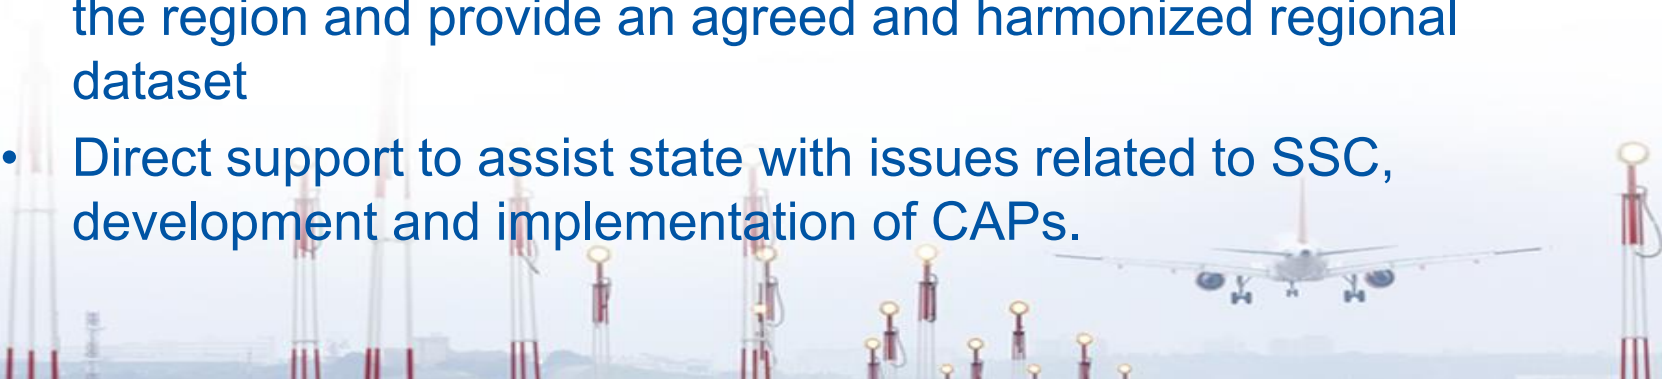 the region and provide an agreed and harmonized regional
dataset
• Direct support to assist state with issues related to SSC,
development and implementation of CAPs.